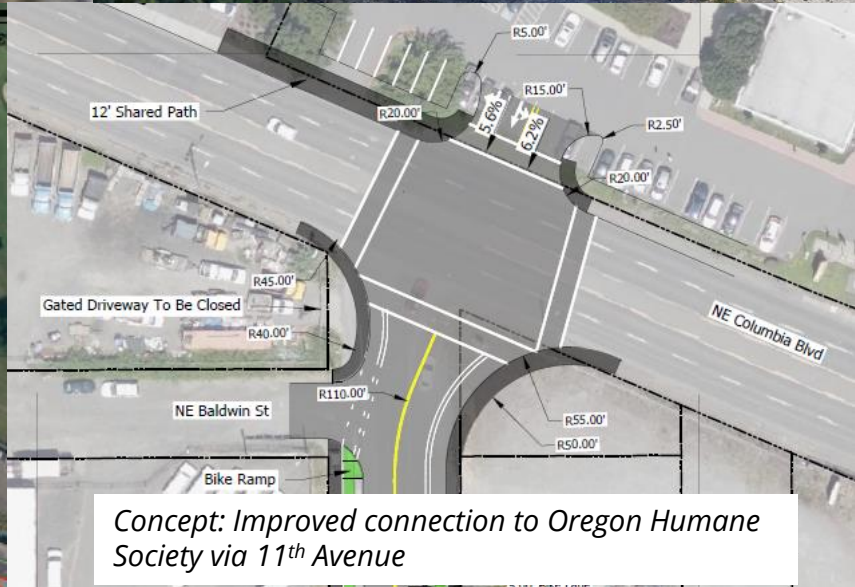 R5.00'
12' Shared Path
R15.00'
R20.00'
5.6%
6.2%
R2.50'
R20.00'
R45.00'
Gated Driveway To Be Closed
R40.00'
NE Columbia Blvd
R110.00'
NE Baldwin St
R55.00'
R50.00'
Bike Ramp
Concept: Improved connection to Oregon Humane
Society via 11th Avenue